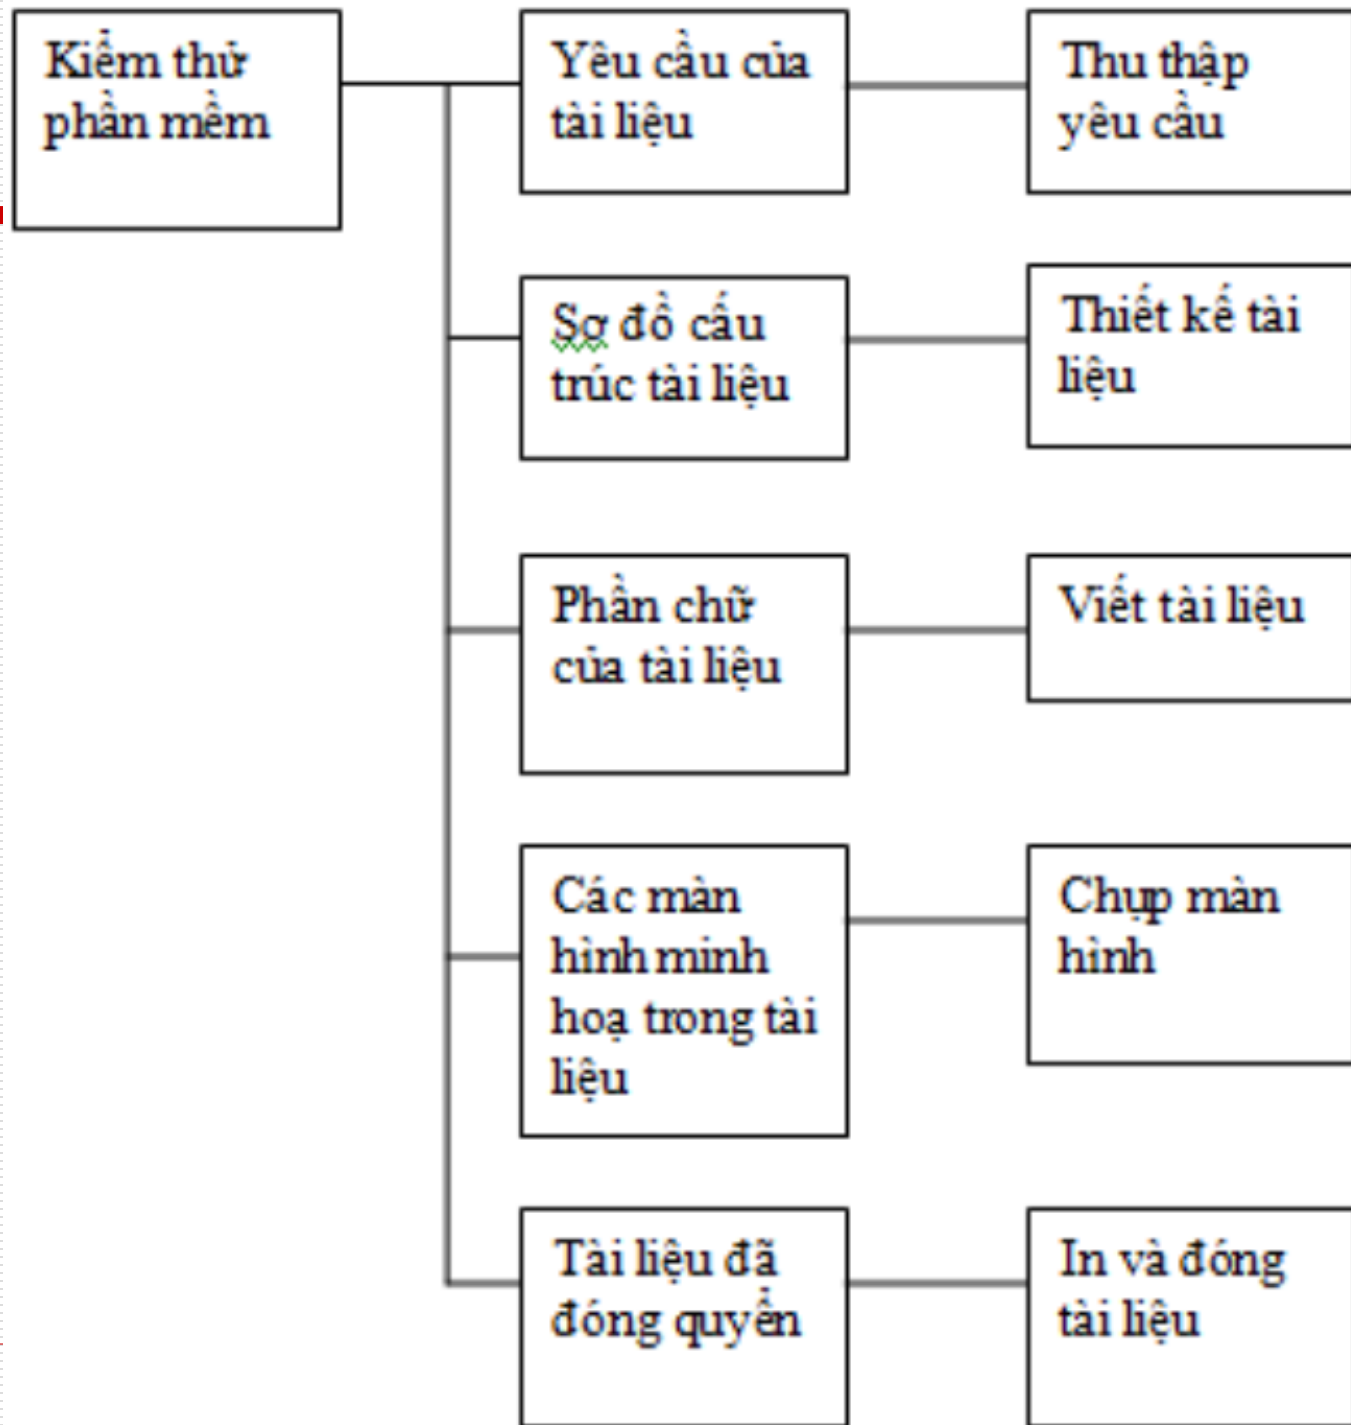 Kiểm thử
phần mềm
Yêu cầu của
tài liệu
Thu thập
yêu cầu
Sơ đồ cấu
trúc tài liệu
Thiết kế tài
liệu
Phần chữ
của tài liệu
Viết tài liệu
Các màn
hình minh
hoạ trong tài
liệu
Chụp màn
hình
Tài liệu đã
đóng quyển
In và đóng
tài liệu